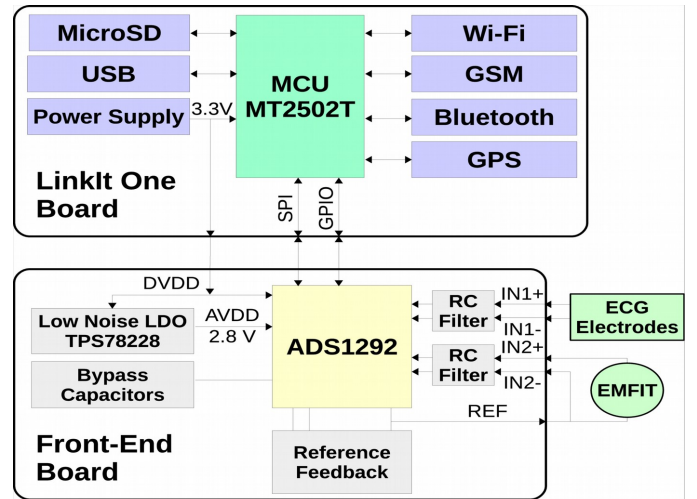 MicroSD
USB
Power Supply
3.3V
MCU
MT2502T
Wi-Fi
GSM
Bluetooth
GPS
LinkIt One
Board
SPI
GPIO
DVDD
Low Noise LDO
TPS78228
AVDD
2.8 V
Bypass
Capacitors
ADS1292
RC
Filter
IN1+
IN1-
ECG
Electrodes
RC
Filter
IN2+
IN2-
EMFIT
REF
Reference
Feedback
Front-End
Board